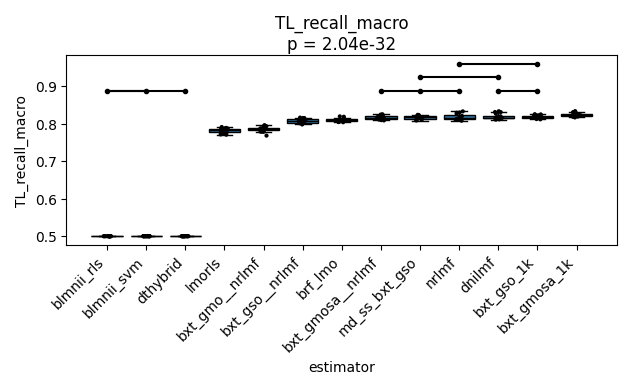 TL_recall_macro
p = 2.04e-32
TL_recall_macro
0.9
0.8
0.7
0.6
0.5
blmnii_rls
blmnii_svm
dthybrid
lmorls
bxt_gmo__nrlmf
bxt_gso__nrlmf
brf_lmo
bxt_gmosa__nrlmf
md_ss_bxt_gso
nrlmf
dnilmf
bxt_gso_1k
bxt_gmosa_1k
estimator